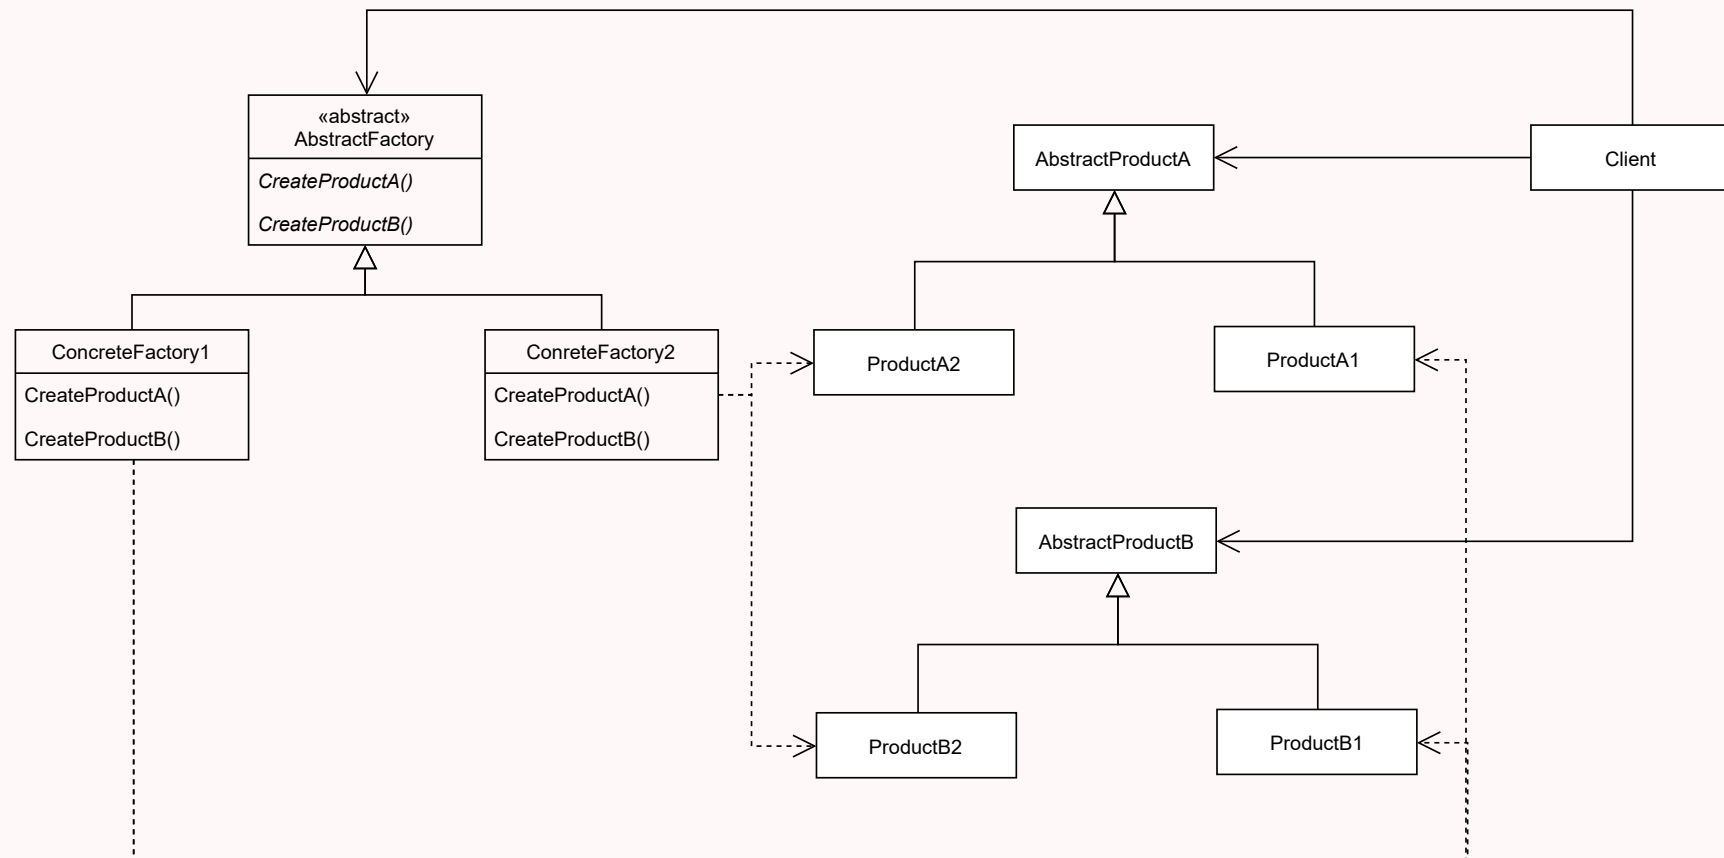 «abstract»
AbstractFactory
CreateProductA()
CreateProductB()
AbstractProductA
Client
ConcreteFactory1
CreateProductA()
CreateProductB()
ConreteFactory2
CreateProductA()
CreateProductB()
ProductA2
ProductA1
AbstractProductB
ProductB2
ProductB1